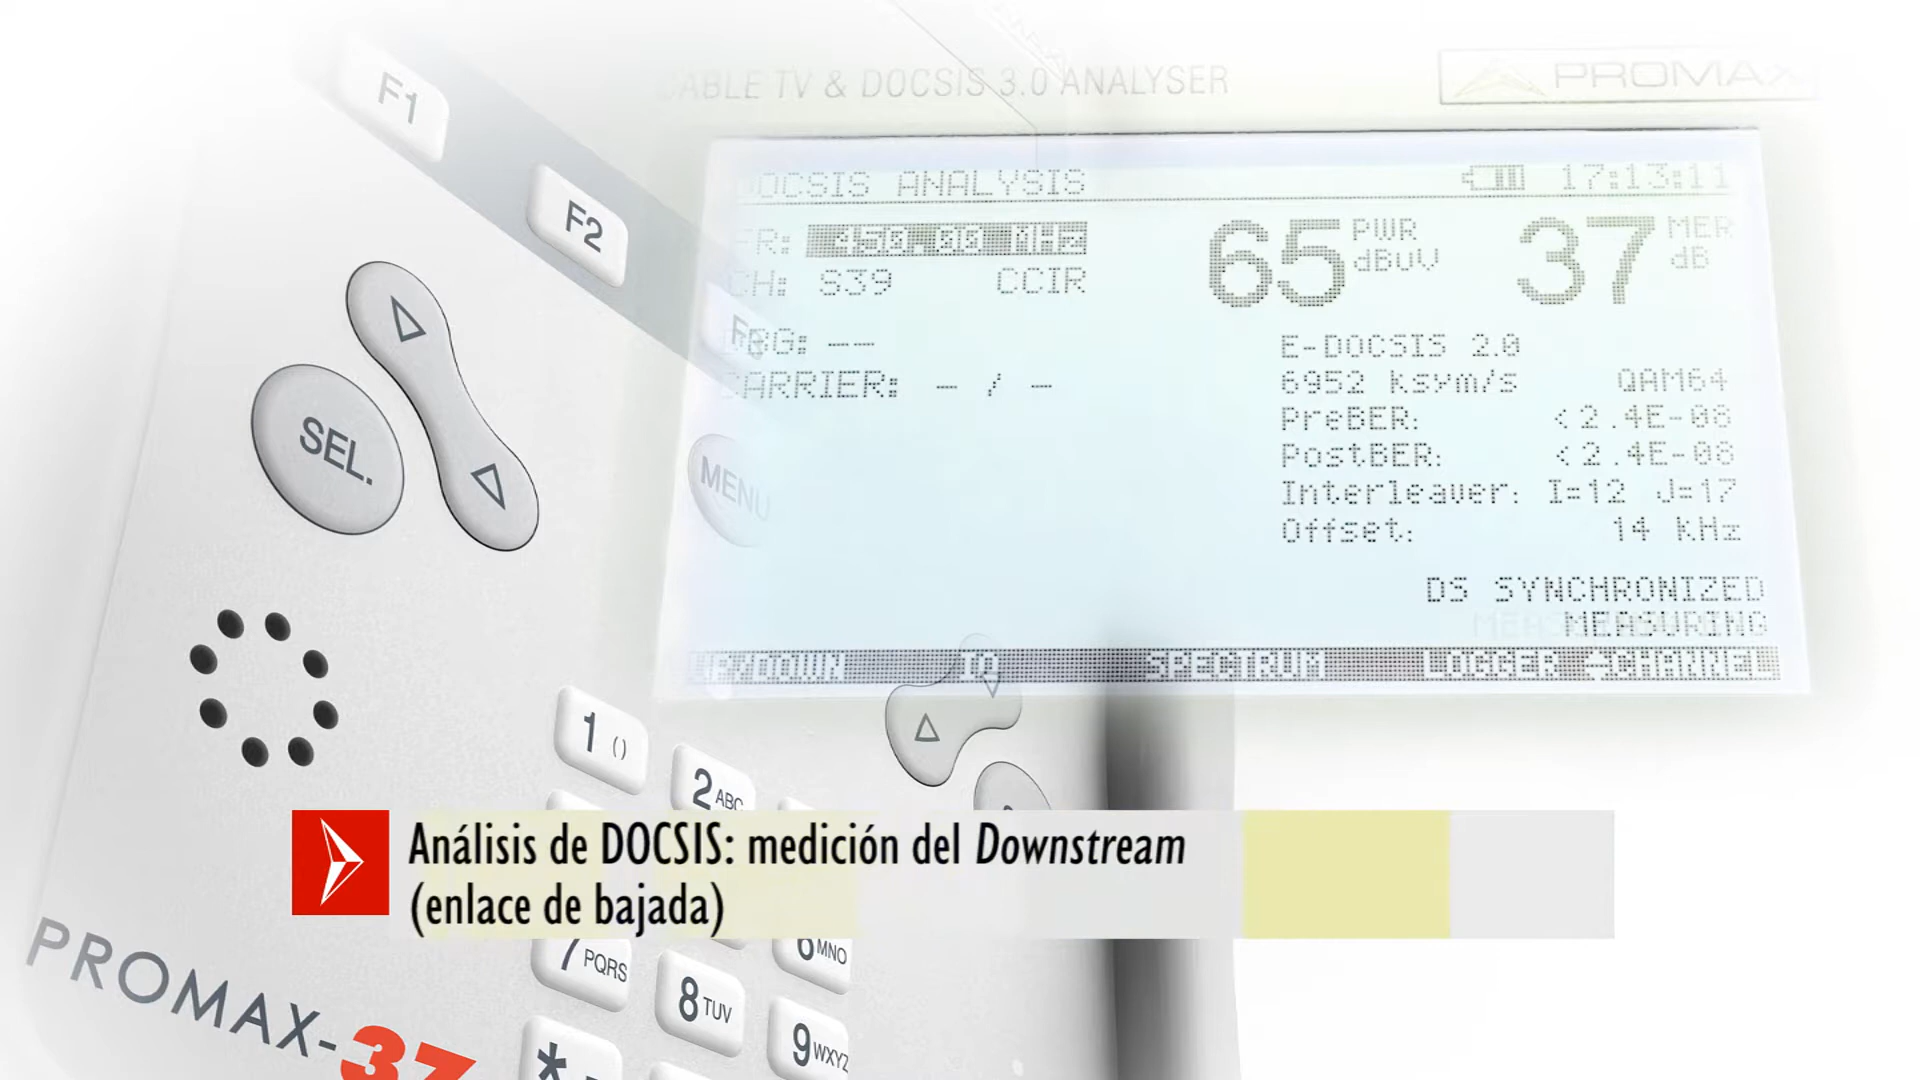 F1
F2
SEL.
MENU
CABLE TV & DOCSIS 3.0 ANALYSER
PROMAX
DOCSIS ANALYSIS 17:13:11
FR: 450.00 MHz
CH: S39 CCIR
65 PWR dBuV
37 MER dB
CBG: --
CARRIER: - / -
E-DOCSIS 2.0
6952 ksym/s QAM64
PreBER: <2.4E-08
PostBER: <2.4E-08
Interleaver: I=12 J=17
Offset: 14 kHz
DS SYNCHRONIZED
MEASURING
UP/DOWN IQ SPECTRUM LOGGER CHANNEL
1 ()
2 ABC
Análisis de DOCSIS: medición del Downstream
(enlace de bajada)
7 PQRS
8 TUV
6 MNO
9 WXYZ
*
PROMAX-37